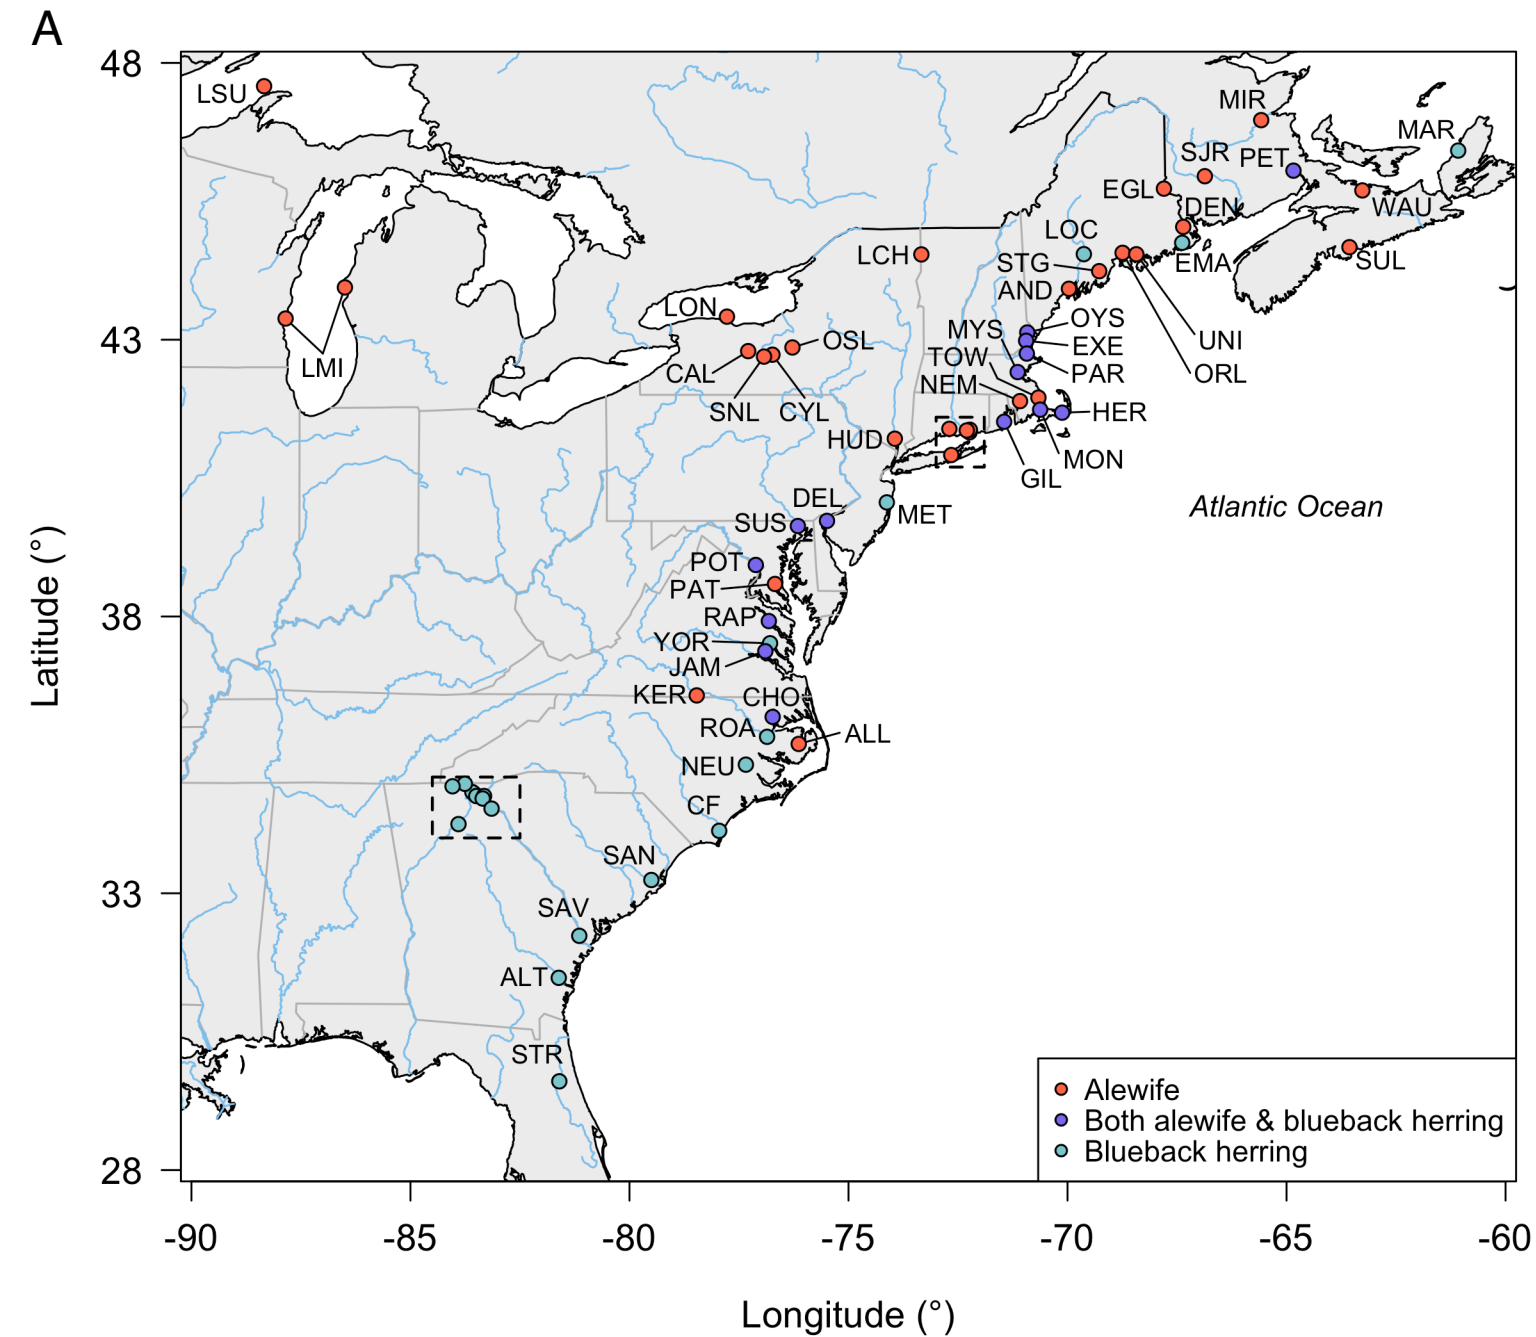 A
48
LSU
MIR
MAR
SJR
PET
EGL
DEN
WAU
LOC
LCH
STG
EMA
SUL
AND
LON
OYS
43
MYS
OSL
EXE
UNI
TOW
LMI
CAL
PAR
ORL
NEM
SNL
CYL
HER
HUD
MON
GIL
DEL
Atlantic Ocean
SUS
MET
POT
PAT
38
RAP
YOR
JAM
KER
CHO
ROA
ALL
NEU
CF
SAN
33
SAV
ALT
STR
Alewife
Both alewife & blueback herring
Blueback herring
28
-90
-85
-80
-75
-70
-65
-60
Latitude (°)
Longitude (°)